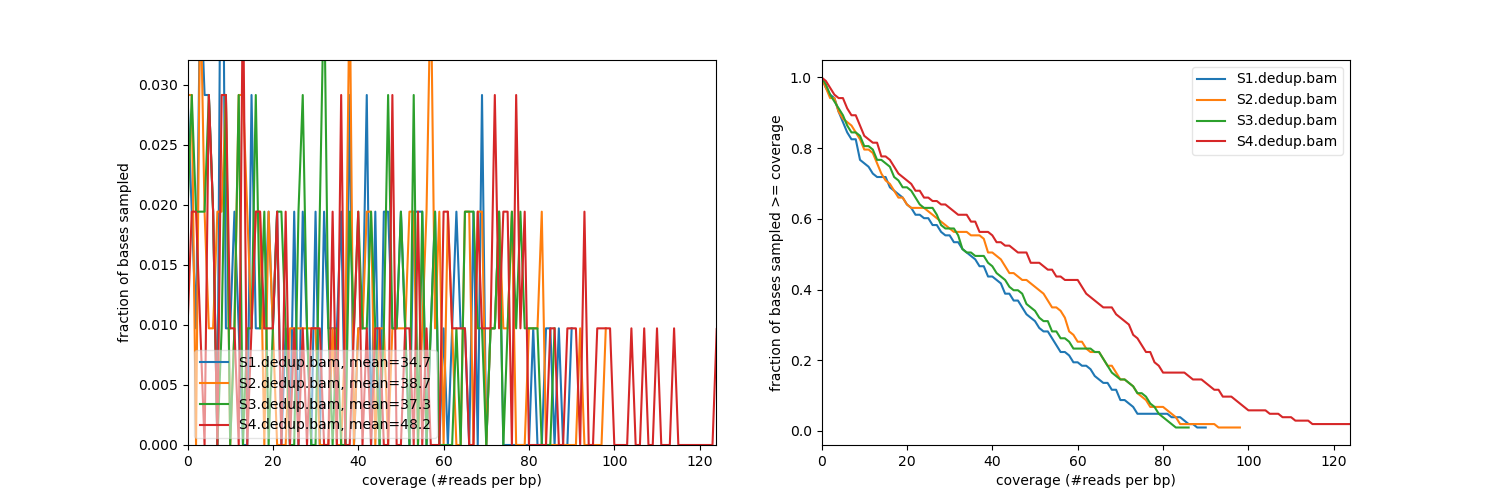 0.030
0.025
0.020
0.015
0.010
0.005
0.000
fraction of bases sampled
S1.dedup.bam, mean=34.7
S2.dedup.bam, mean=38.7
S3.dedup.bam, mean=37.3
S4.dedup.bam, mean=48.2
0 20 40 60 80 100 120
coverage (#reads per bp)
1.0
0.8
0.6
0.4
0.2
0.0
fraction of bases sampled >= coverage
S1.dedup.bam
S2.dedup.bam
S3.dedup.bam
S4.dedup.bam
0 20 40 60 80 100 120
coverage (#reads per bp)